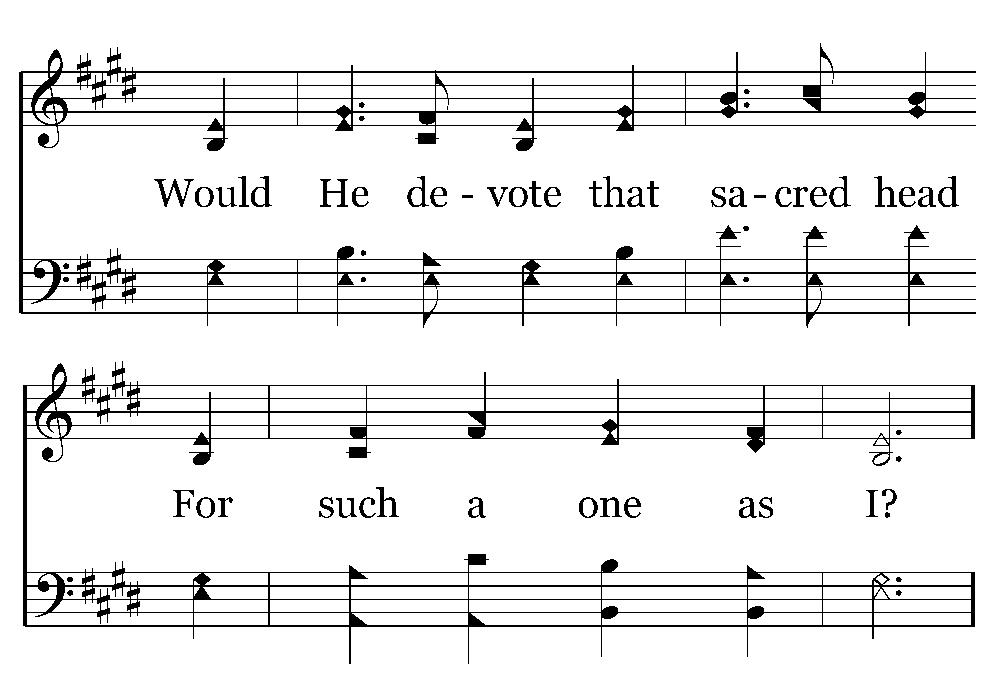 Would He de - vote that sa - cred head
For such a one as I?